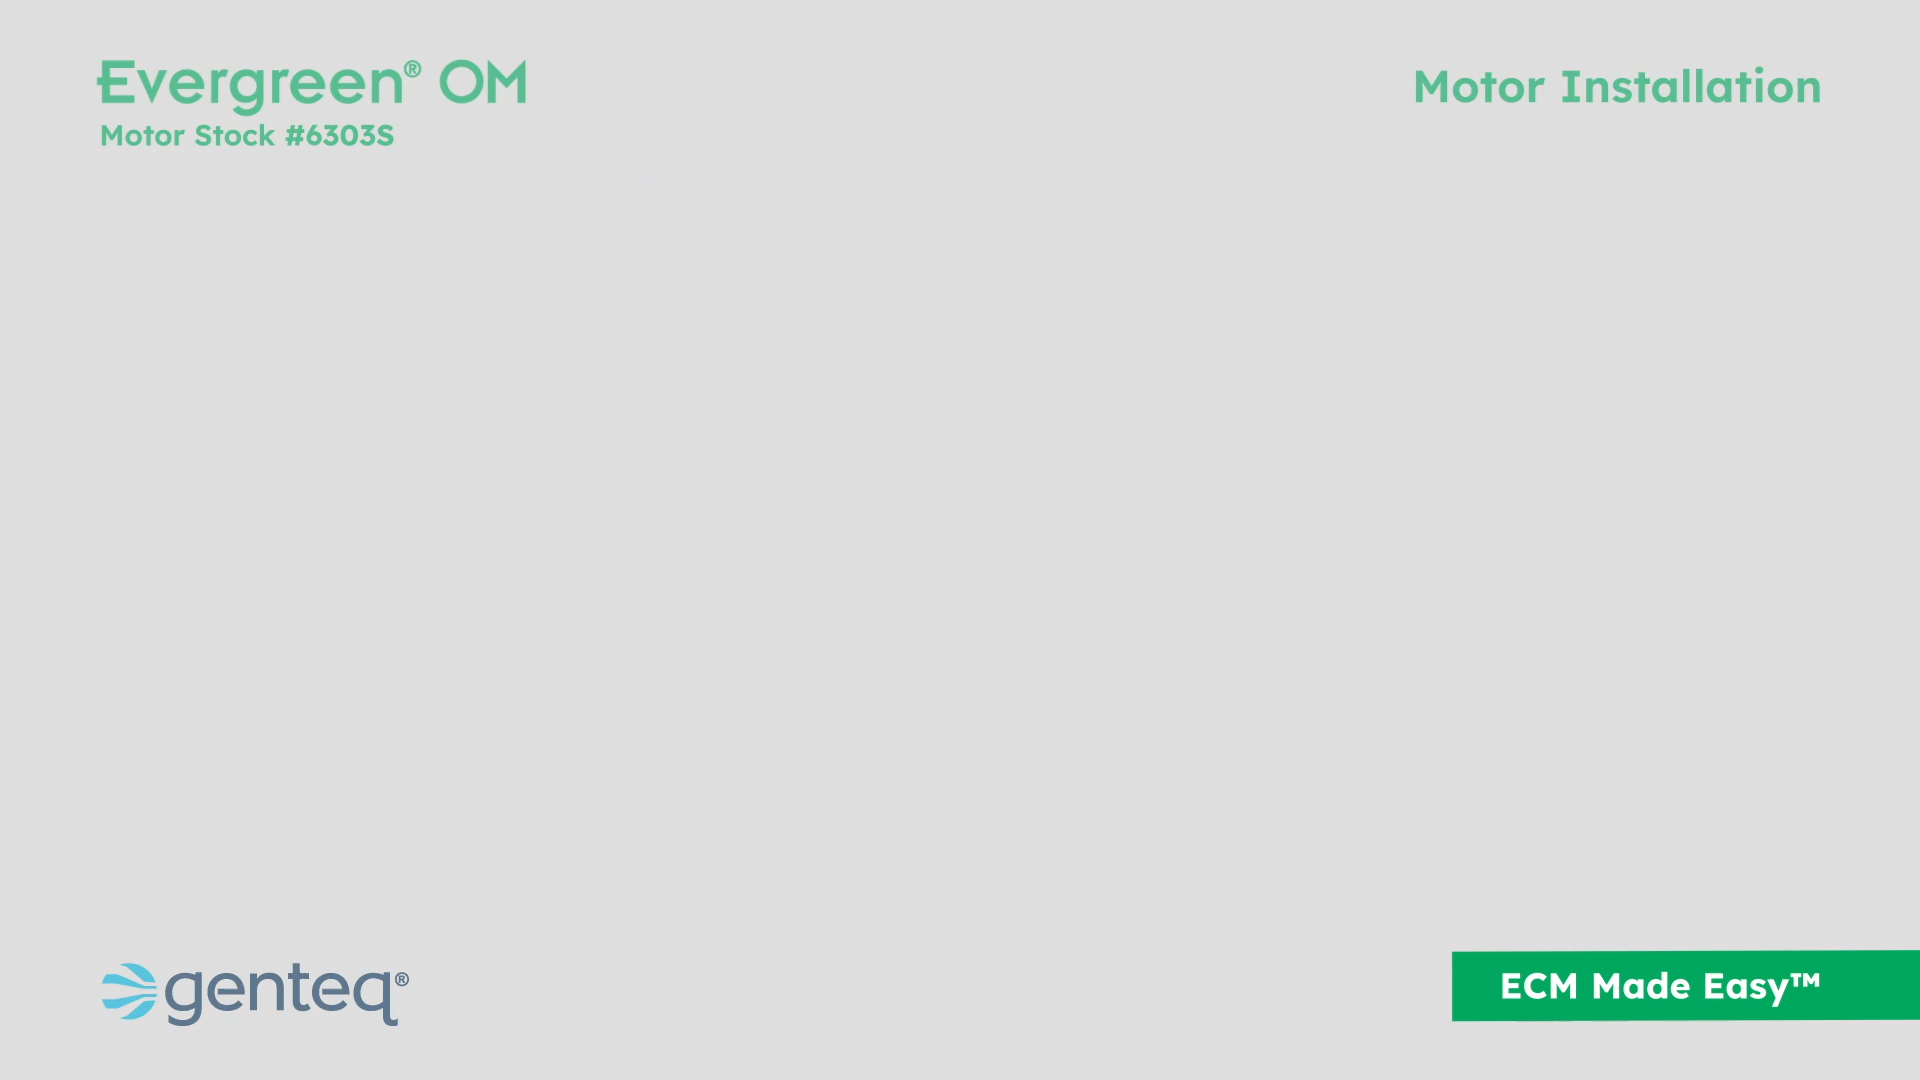 Evergreen® OM
Motor Stock #6303S
Motor Installation
genteq®
ECM Made Easy™